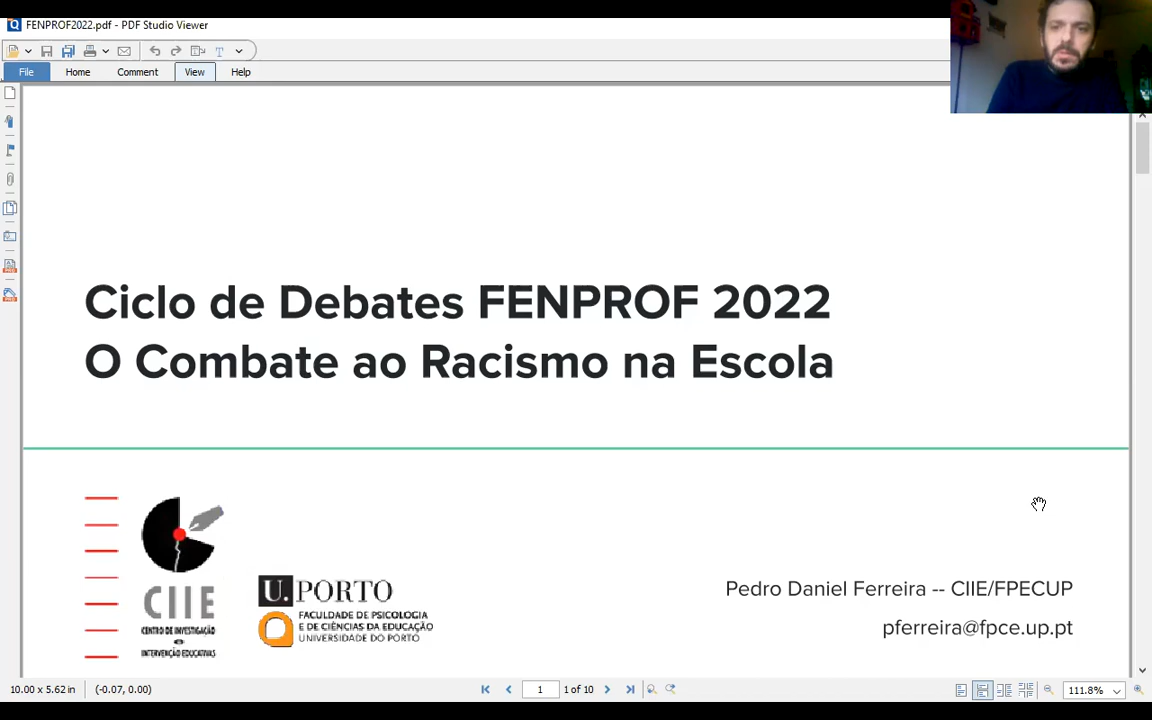 FENPROF2022.pdf - PDF Studio Viewer
File Home Comment View Help
Ciclo de Debates FENPROF 2022
O Combate ao Racismo na Escola
CIIE
CENTRO DE INVESTIGAÇÃO
E
INTERVENÇÃO EDUCATIVAS
U. PORTO
FACULDADE DE PSICOLOGIA
E DE CIÊNCIAS DA EDUCAÇÃO
UNIVERSIDADE DO PORTO
Pedro Daniel Ferreira -- CIIE/FPECUP
pferreira@fpce.up.pt
10.00 x 5.62 in (-0.07, 0.00) 1 1 of 10 111.8%